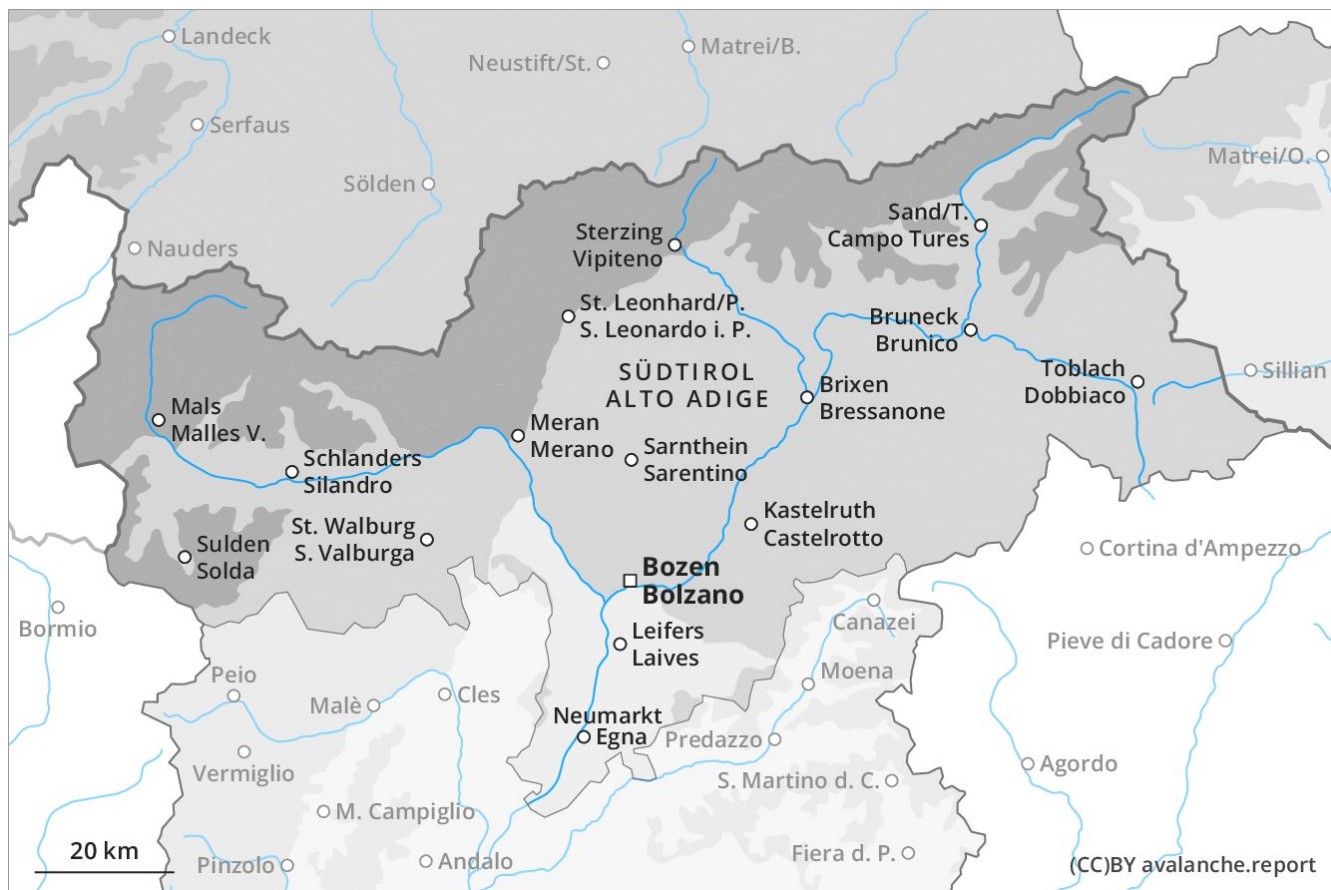 Landeck
Matrei/B.
Neustift/St.
Serfaus
Matrei/O.
Sölden
Sand/T.
Campo Tures
Sterzing
Vipiteno
Nauders
St. Leonhard/P.
S. Leonardo i. P.
Bruneck
Brunico
SÜDTIROL
ALTO ADIGE
Toblach
Dobbiaco
Sillian
Brixen
Bressanone
Mals
Malles V.
Meran
Merano
Schlanders
Silandro
Sarnthein
Sarentino
St. Walburg
S. Valburga
Kastelruth
Castelrotto
Sulden
Solda
Cortina d'Ampezzo
Bozen
Bolzano
Bormio
Canazei
Leifers
Laives
Pieve di Cadore
Peio
Moena
Malè
Cles
Neumarkt
Egna
Predazzo
Vermiglio
Agordo
S. Martino d. C.
M. Campiglio
20 km
Pinzolo
Andalo
Fiera d. P.
(CC)BY avalanche.report